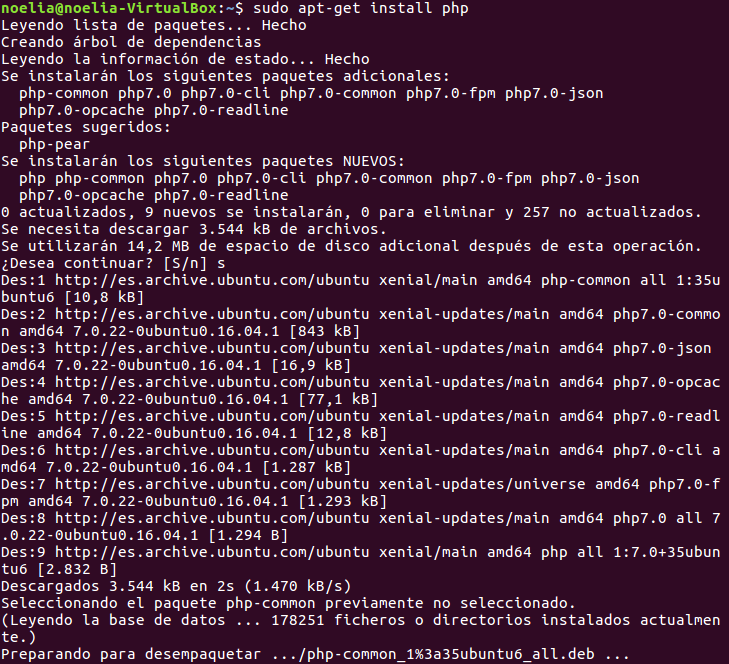 noelia@noelia-VirtualBox:~$ sudo apt-get install php
Leyendo lista de paquetes... Hecho
Creando árbol de dependencias
Leyendo la información de estado... Hecho
Se instalarán los siguientes paquetes adicionales:
  php-common php7.0 php7.0-cli php7.0-common php7.0-fpm php7.0-json
  php7.0-opcache php7.0-readline
Paquetes sugeridos:
  php-pear
Se instalarán los siguientes paquetes NUEVOS:
  php php-common php7.0 php7.0-cli php7.0-common php7.0-fpm php7.0-json
  php7.0-opcache php7.0-readline
0 actualizados, 9 nuevos se instalarán, 0 para eliminar y 257 no actualizados.
Se necesita descargar 3.544 kB de archivos.
Se utilizarán 14,2 MB de espacio de disco adicional después de esta operación.
¿Desea continuar? [S/n] s
Des:1 http://es.archive.ubuntu.com/ubuntu xenial/main amd64 php-common all 1:35u
buntu6 [10,8 kB]
Des:2 http://es.archive.ubuntu.com/ubuntu xenial-updates/main amd64 php7.0-commo
n amd64 7.0.22-0ubuntu0.16.04.1 [843 kB]
Des:3 http://es.archive.ubuntu.com/ubuntu xenial-updates/main amd64 php7.0-json
amd64 7.0.22-0ubuntu0.16.04.1 [16,9 kB]
Des:4 http://es.archive.ubuntu.com/ubuntu xenial-updates/main amd64 php7.0-opcac
he amd64 7.0.22-0ubuntu0.16.04.1 [77,1 kB]
Des:5 http://es.archive.ubuntu.com/ubuntu xenial-updates/main amd64 php7.0-readl
ine amd64 7.0.22-0ubuntu0.16.04.1 [12,8 kB]
Des:6 http://es.archive.ubuntu.com/ubuntu xenial-updates/main amd64 php7.0-cli a
md64 7.0.22-0ubuntu0.16.04.1 [1.287 kB]
Des:7 http://es.archive.ubuntu.com/ubuntu xenial-updates/universe amd64 php7.0-f
pm amd64 7.0.22-0ubuntu0.16.04.1 [1.293 kB]
Des:8 http://es.archive.ubuntu.com/ubuntu xenial-updates/main amd64 php7.0 all 7
.0.22-0ubuntu0.16.04.1 [1.294 B]
Des:9 http://es.archive.ubuntu.com/ubuntu xenial/main amd64 php all 1:7.0+35ubun
tu6 [2.832 B]
Descargados 3.544 kB en 2s (1.470 kB/s)
Seleccionando el paquete php-common previamente no seleccionado.
(Leyendo la base de datos ... 178251 ficheros o directorios instalados actualmen
te.)
Preparando para desempaquetar .../php-common_1%3a35ubuntu6_all.deb ...